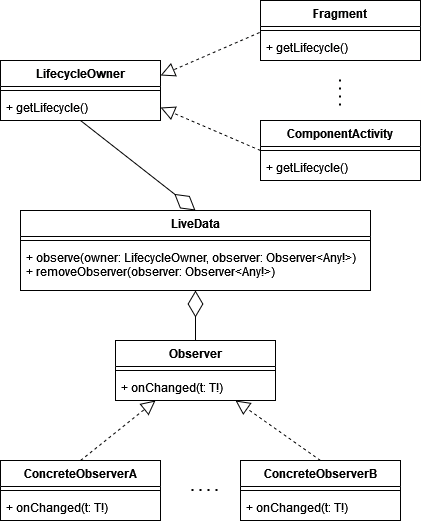 Fragment
+ getLifecycle()
LifecycleOwner
+ getLifecycle()
ComponentActivity
+ getLifecycle()
LiveData
+ observe(owner: LifecycleOwner, observer: Observer<Any!>)
+ removeObserver(observer: Observer<Any!>)
Observer
+ onChanged(t: T!)
ConcreteObserverA
+ onChanged(t: T!)
ConcreteObserverB
+ onChanged(t: T!)